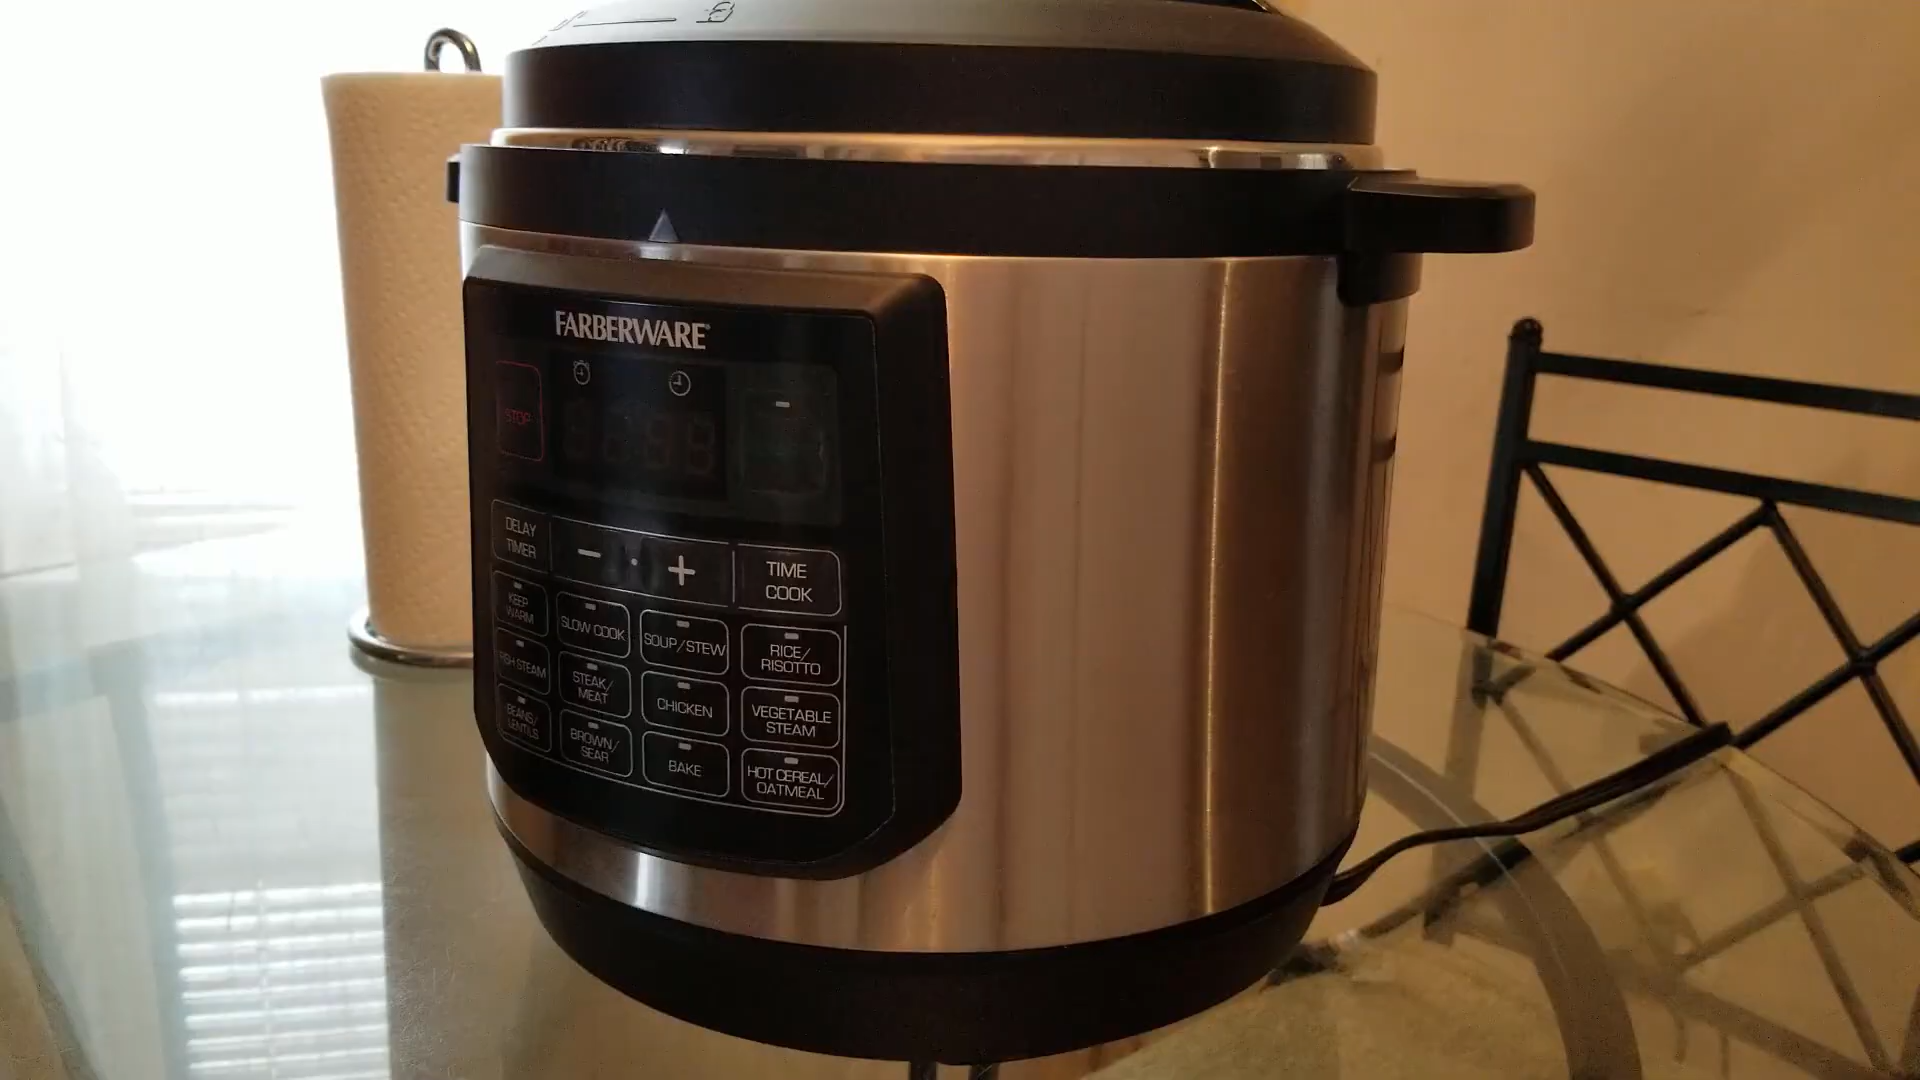 FARBERWARE®
STOP
DELAY
TIMER
− +
TIME
COOK
KEEP
WARM
SLOW COOK
SOUP/STEW
RICE/
RISOTTO
FISH STEAM
STEAK/
MEAT
CHICKEN
VEGETABLE
STEAM
BEANS/
LENTILS
BROWN/
SEAR
BAKE
HOT CEREAL/
OATMEAL